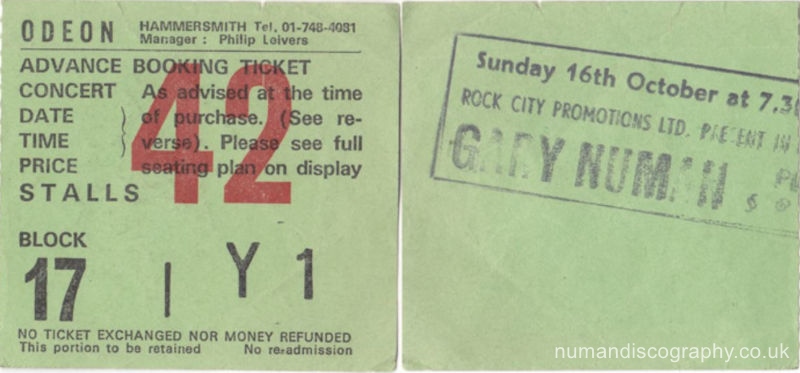 ODEON HAMMERSMITH Tel. 01-748-4081
Manager : Philip Leivers
ADVANCE BOOKING TICKET
CONCERT As advised at the time
DATE of purchase. (See re-
TIME verse). Please see full
PRICE seating plan on display
STALLS
42
BLOCK
17 | Y 1
NO TICKET EXCHANGED NOR MONEY REFUNDED
This portion to be retained No re-admission
Sunday 16th October at 7.30
ROCK CITY PROMOTIONS LTD. PRESENT IN
GARY NUMAN
numandiscography.co.uk